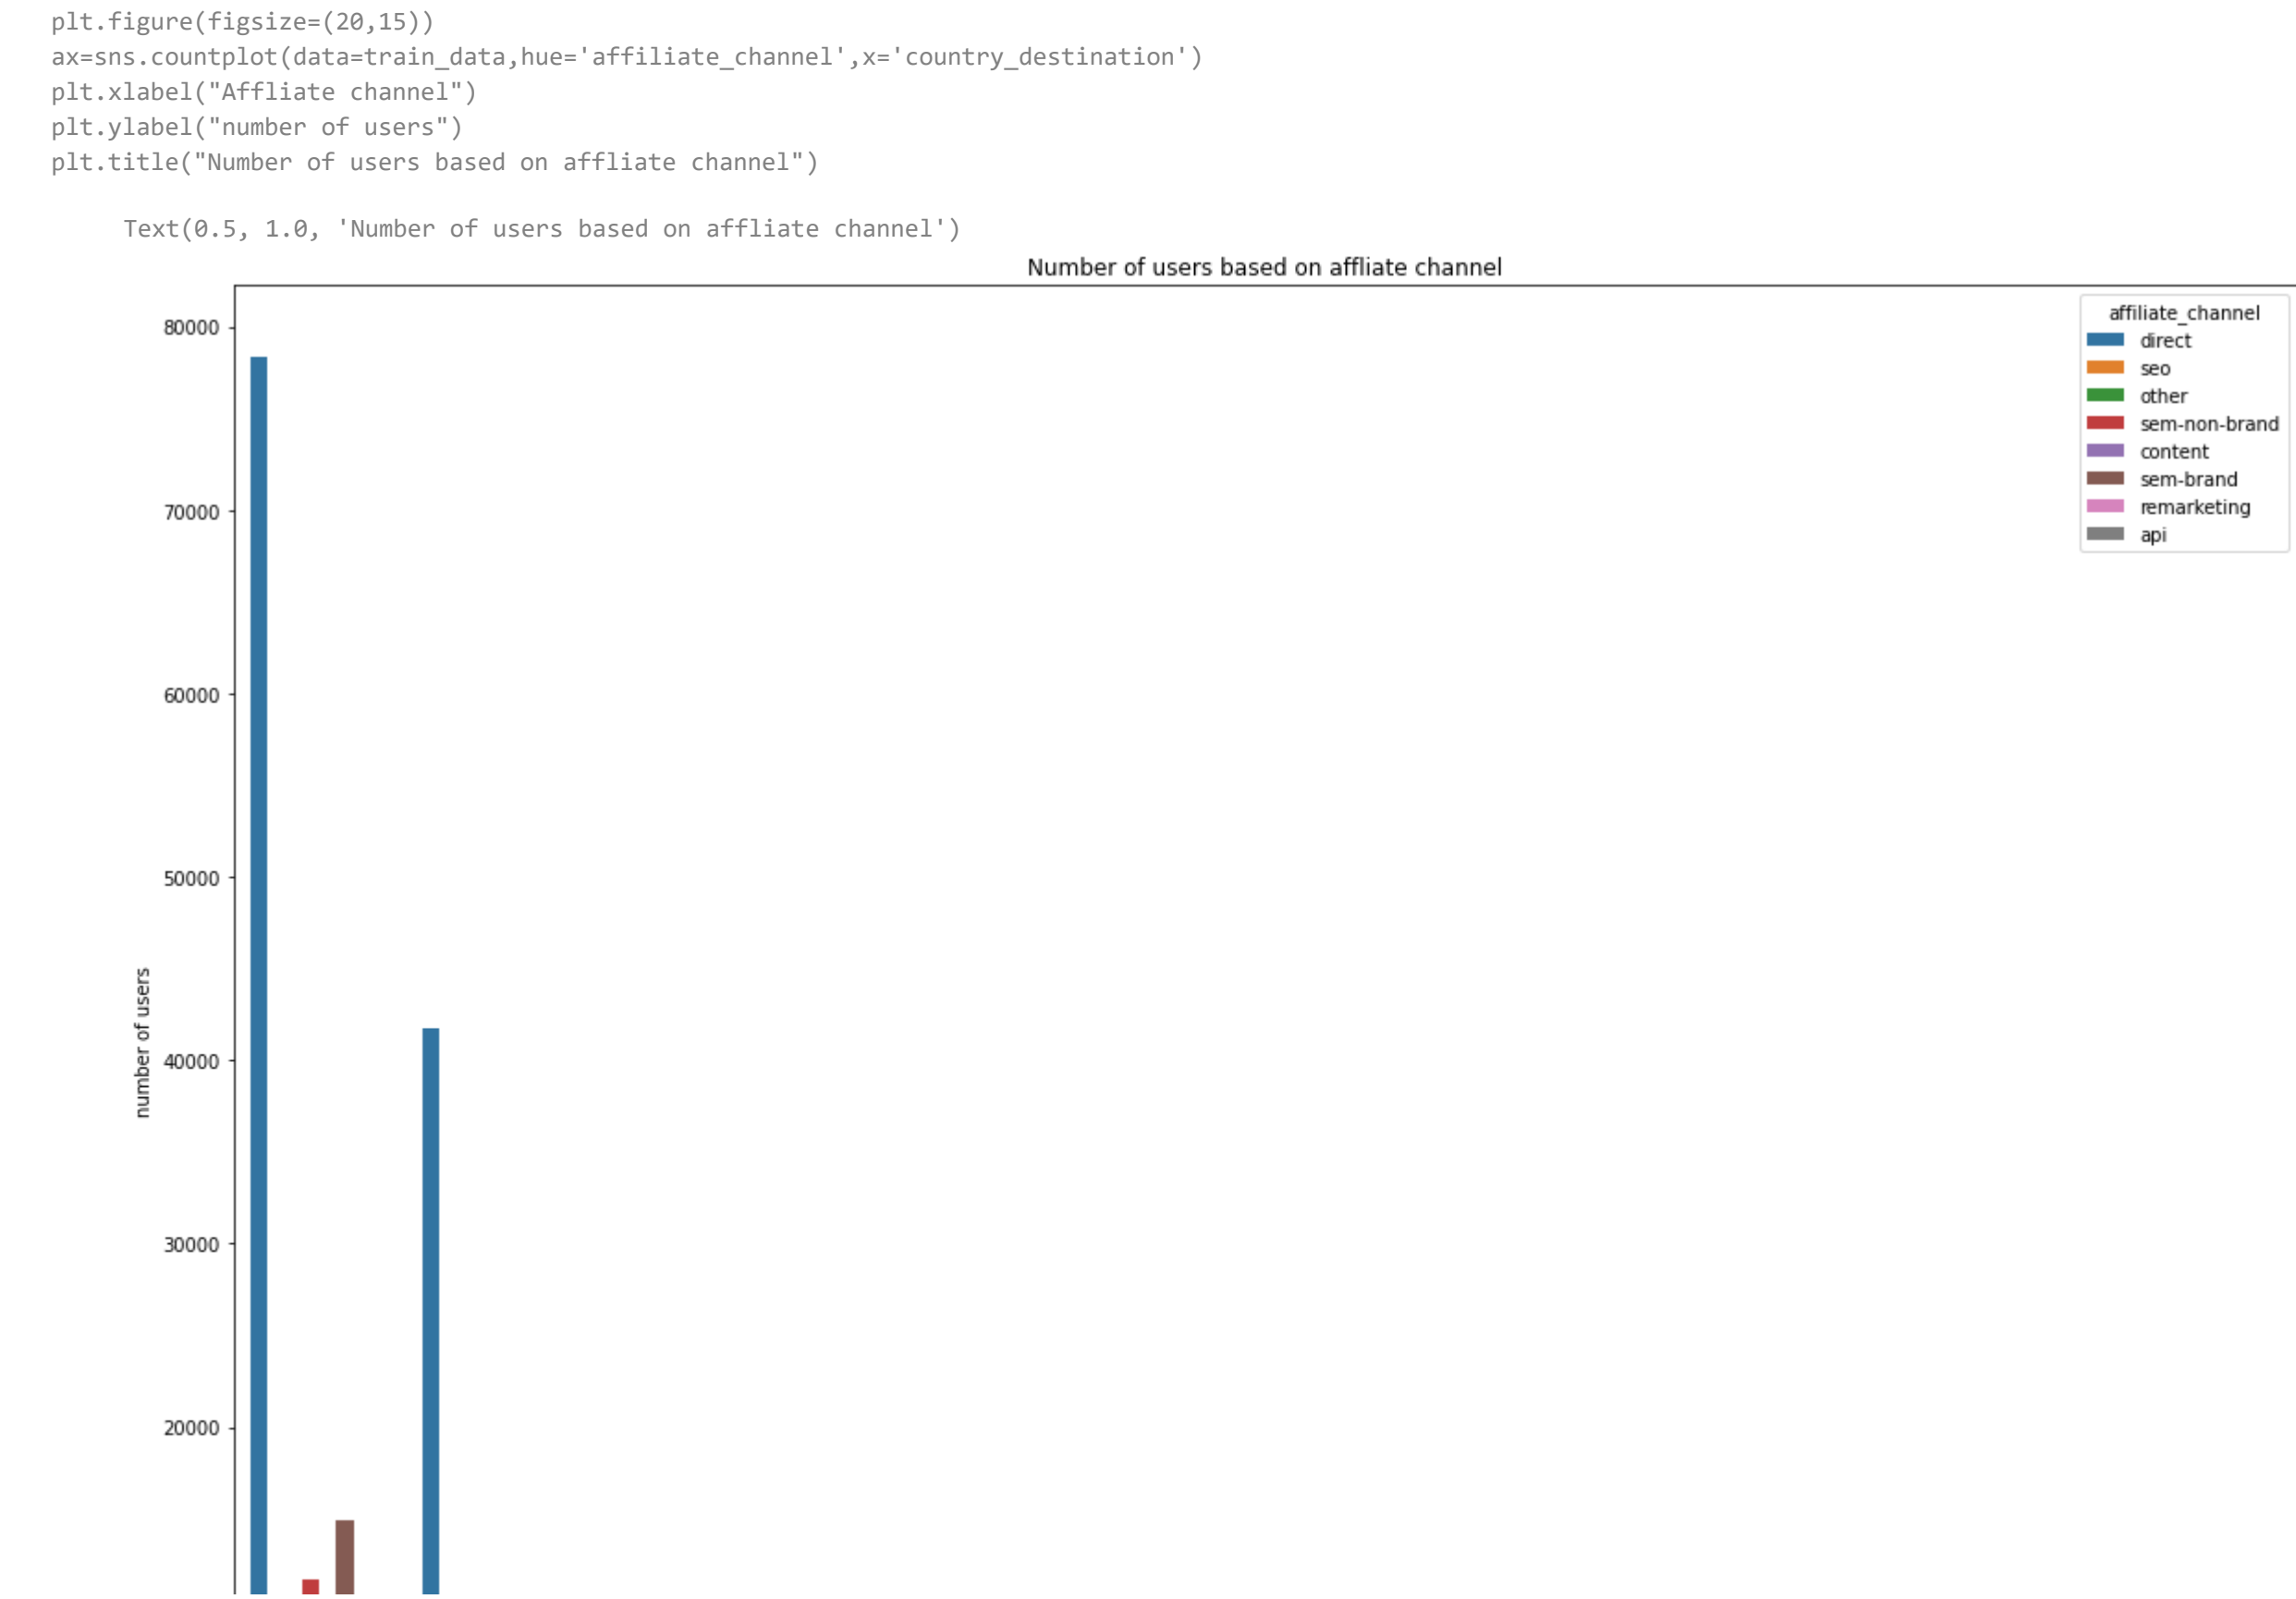 plt.figure(figsize=(20,15))
ax=sns.countplot(data=train_data,hue='affiliate_channel',x='country_destination')
plt.xlabel("Affliate channel")
plt.ylabel("number of users")
plt.title("Number of users based on affliate channel")
Text(0.5, 1.0, 'Number of users based on affliate channel')
Number of users based on affliate channel
affiliate_channel
direct
seo
other
sem-non-brand
content
sem-brand
remarketing
api
80000
70000
60000
50000
40000
30000
20000
number of users